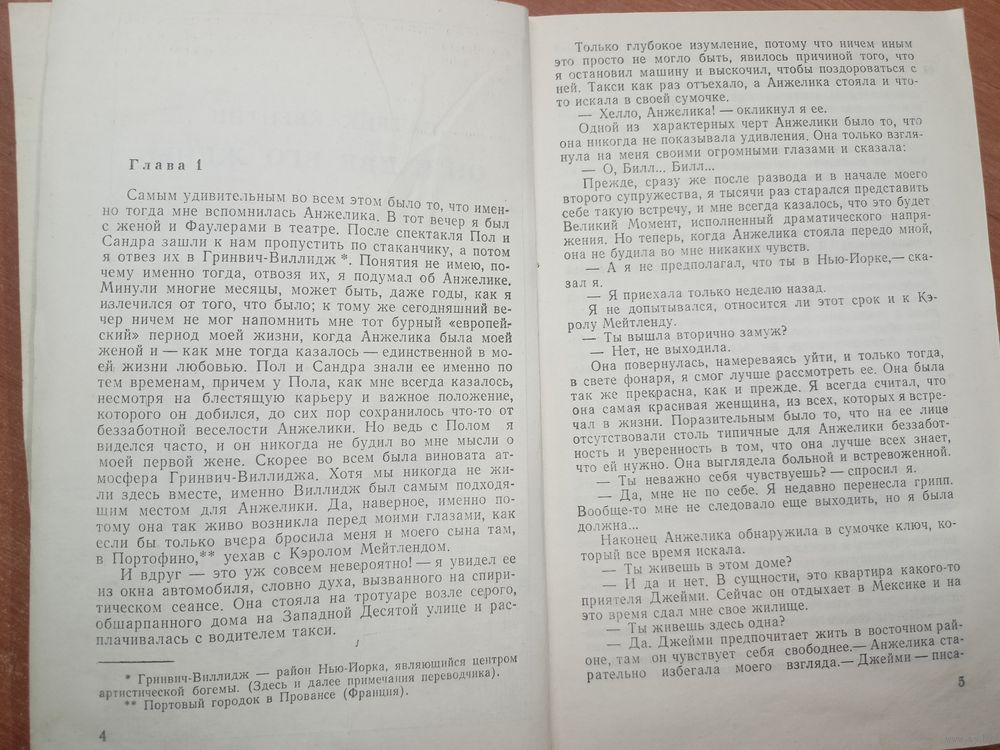 Глава 1
Самым удивительным во всем этом было то, что имен-
но тогда мне вспомнилась Анжелика. В тот вечер я был
с женой и Фаулерами в театре. После спектакля Пол и
Сандра зашли к нам пропустить по стаканчику, а потом
я отвез их в Гринвич-Виллидж *. Понятия не имею, по-
чему именно тогда, отвозя их, я подумал об Анжелике.
Минули многие месяцы, может быть, даже годы, как я
излечился от того, что было; к тому же сегодняшний ве-
чер ничем не мог напомнить мне тот бурный «европей-
ский» период моей жизни, когда Анжелика была моей
женой и — как мне тогда казалось — единственной в мо-
ей жизни любовью. Пол и Сандра знали ее именно по
тем временам, причем у Пола, как мне всегда казалось,
несмотря на блестящую карьеру и важное положение,
которого он добился, до сих пор сохранилось что-то от
беззаботной веселости Анжелики. Но ведь с Полом я
виделся часто, и он никогда не будил во мне мысли о
моей первой жене. Скорее во всем была виновата ат-
мосфера Гринвич-Виллиджа. Хотя мы никогда не жи-
ли здесь вместе, именно Виллидж был самым подходя-
щим местом для Анжелики. Да, наверное, именно по-
тому она так живо возникла перед моими глазами, как
если бы только вчера бросила меня и моего сына там,
в Портофино,** уехав с Кэролом Мейтлендом.
И вдруг — это уж совсем невероятно! — я увидел ее
из окна автомобиля, словно духа, вызванного на спири-
тическом сеансе. Она стояла на тротуаре возле серого,
обшарпанного дома на Западной Десятой улице и рас-
плачивалась с водителем такси.
* Гринвич-Виллидж — район Нью-Йорка, являющийся центром
артистической богемы. (Здесь и далее примечания переводчика).
** Портовый городок в Провансе (Франция).
4
Только глубокое изумление, потому что ничем иным
это просто не могло быть, явилось причиной того, что
я остановил машину и выскочил, чтобы поздороваться с
ней. Такси как раз отъехало, а Анжелика стояла и что-
то искала в своей сумочке.
— Хелло, Анжелика! — окликнул я ее.
Одной из характерных черт Анжелики было то, что
она никогда не показывала удивления. Она только взгля-
нула на меня своими огромными глазами и сказала:
— О, Билл... Билл...
Прежде, сразу же после развода и в начале моего
второго супружества, я тысячи раз старался представить
себе такую встречу, и мне всегда казалось, что это будет
Великий Момент, исполненный драматического напря-
жения. Но теперь, когда Анжелика стояла передо мной,
она не будила во мне никаких чувств.
— А я не предполагал, что ты в Нью-Йорке,— ска-
зал я.
— Я приехала только неделю назад.
Я не допытывался, относится ли этот срок и к Кэ-
ролу Мейтленду.
— Ты вышла вторично замуж?
— Нет, не выходила.
Она повернулась, намереваясь уйти, и только тогда,
в свете фонаря, я смог лучше рассмотреть ее. Она была
так же прекрасна, как и прежде. Я всегда считал, что
она самая красивая женщина, из всех, которых я встре-
чал в жизни. Поразительным было то, что на ее лице
отсутствовали столь типичные для Анжелики беззабот-
ность и уверенность в том, что она лучше всех знает,
что ей нужно. Она выглядела больной и встревоженной.
— Ты неважно себя чувствуешь? — спросил я.
— Да, мне не по себе. Я недавно перенесла грипп.
Вообще-то мне не следовало еще выходить, но я была
должна...
Наконец Анжелика обнаружила в сумочке ключ, ко-
торый все время искала.
— Ты живешь в этом доме?
— И да и нет. В сущности, это квартира какого-то
приятеля Джейми. Сейчас он отдыхает в Мексике и на
это время сдал мне свое жилище.
— Ты живешь здесь одна?
— Да. Джейми предпочитает жить в восточном рай-
оне, там он чувствует себя свободнее.— Анжелика ста-
рательно избегала моего взгляда.— Джейми — писа-
5